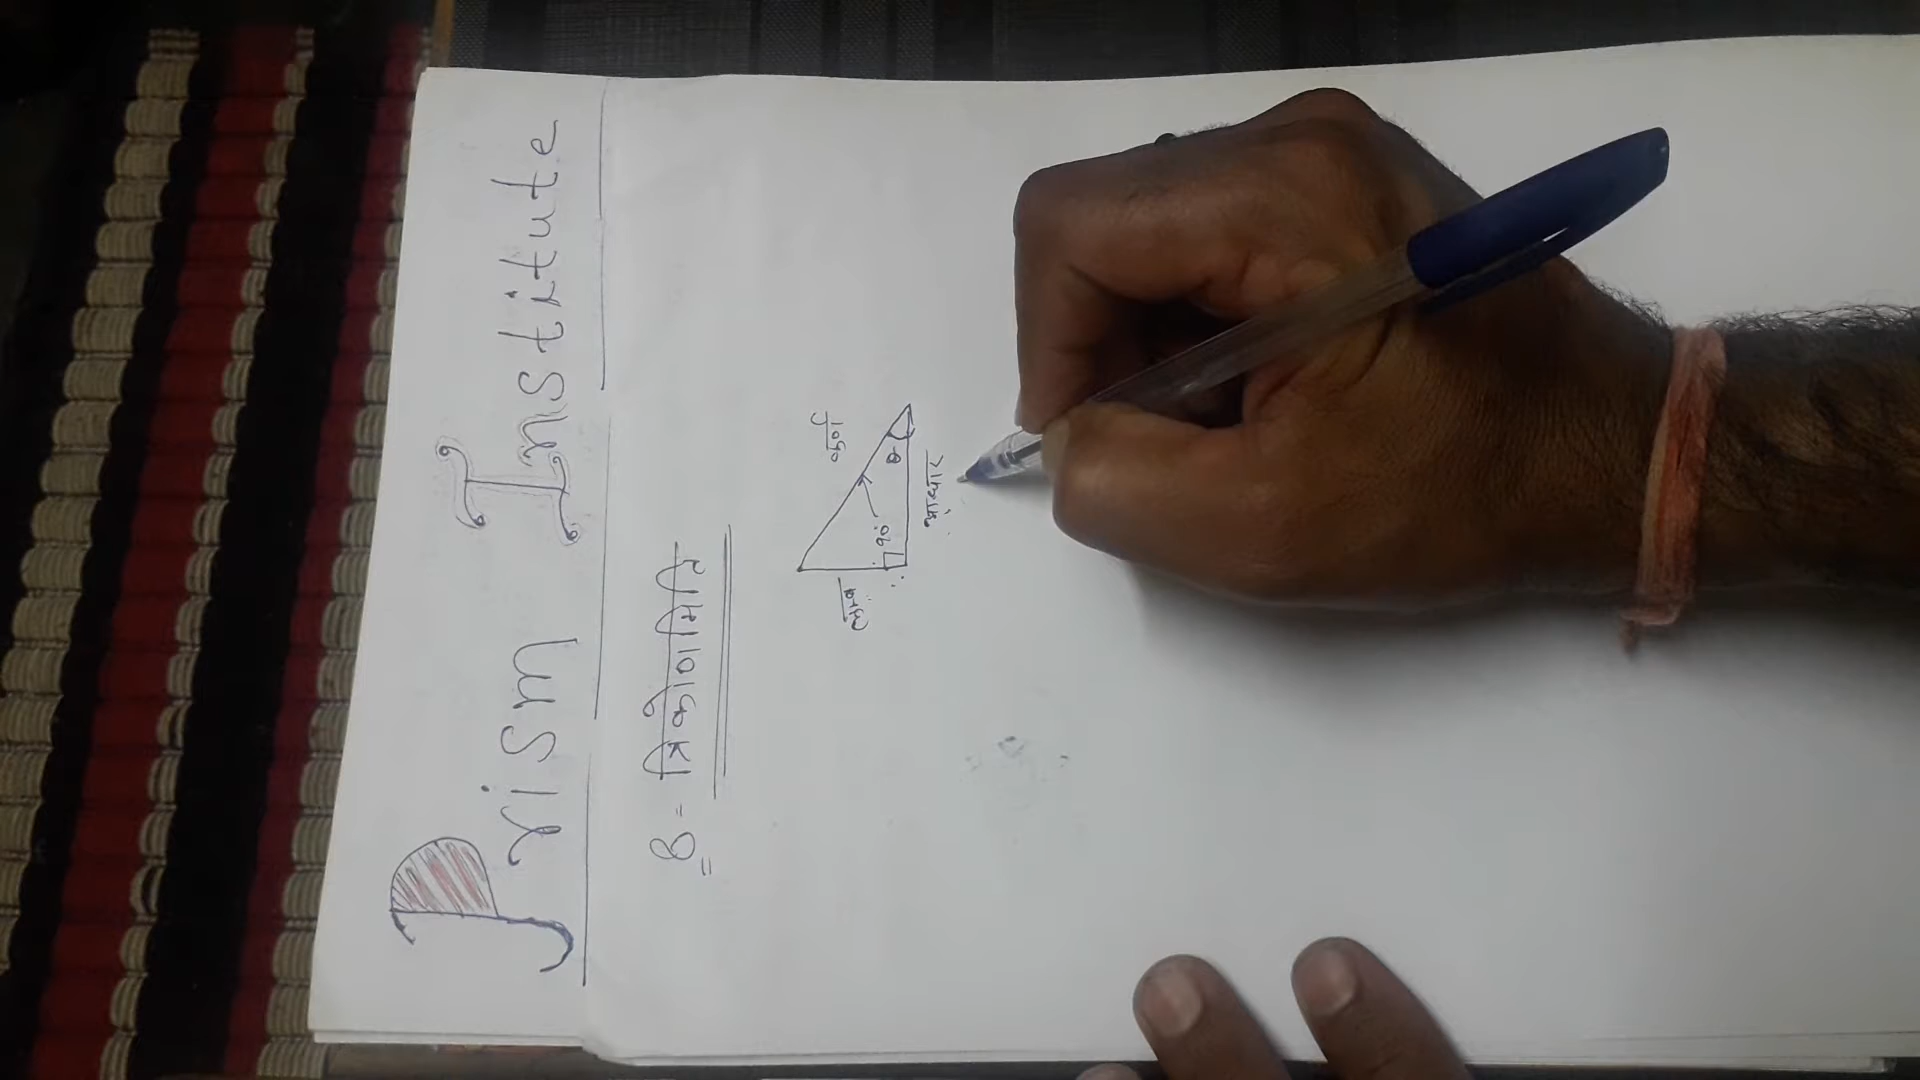 Prism Institute
8 - त्रिकोणमिति
कर्ण
θ
90°
लम्ब
आधार